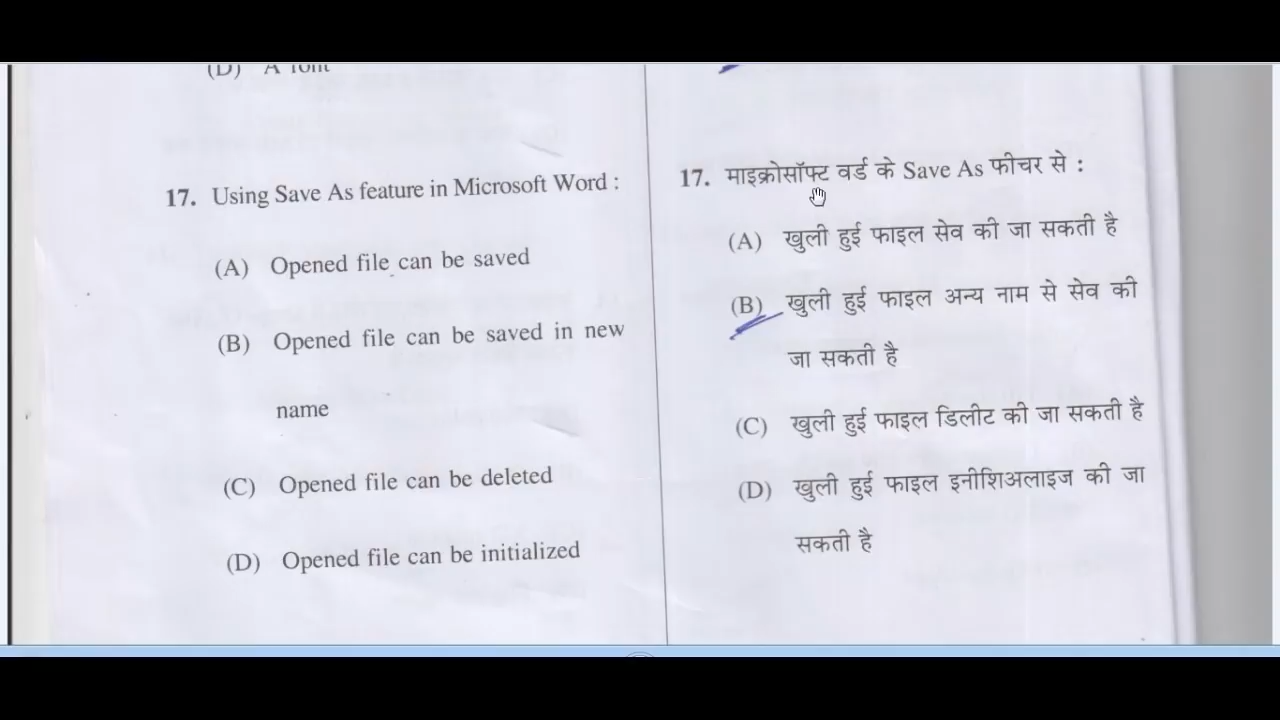 (D) A font
17. Using Save As feature in Microsoft Word :
(A) Opened file can be saved
(B) Opened file can be saved in new
name
(C) Opened file can be deleted
(D) Opened file can be initialized
17. माइक्रोसॉफ्ट वर्ड के Save As फीचर से :
(A) खुली हुई फाइल सेव की जा सकती है
(B) खुली हुई फाइल अन्य नाम से सेव की
जा सकती है
(C) खुली हुई फाइल डिलीट की जा सकती है
(D) खुली हुई फाइल इनीशिअलाइज की जा
सकती है